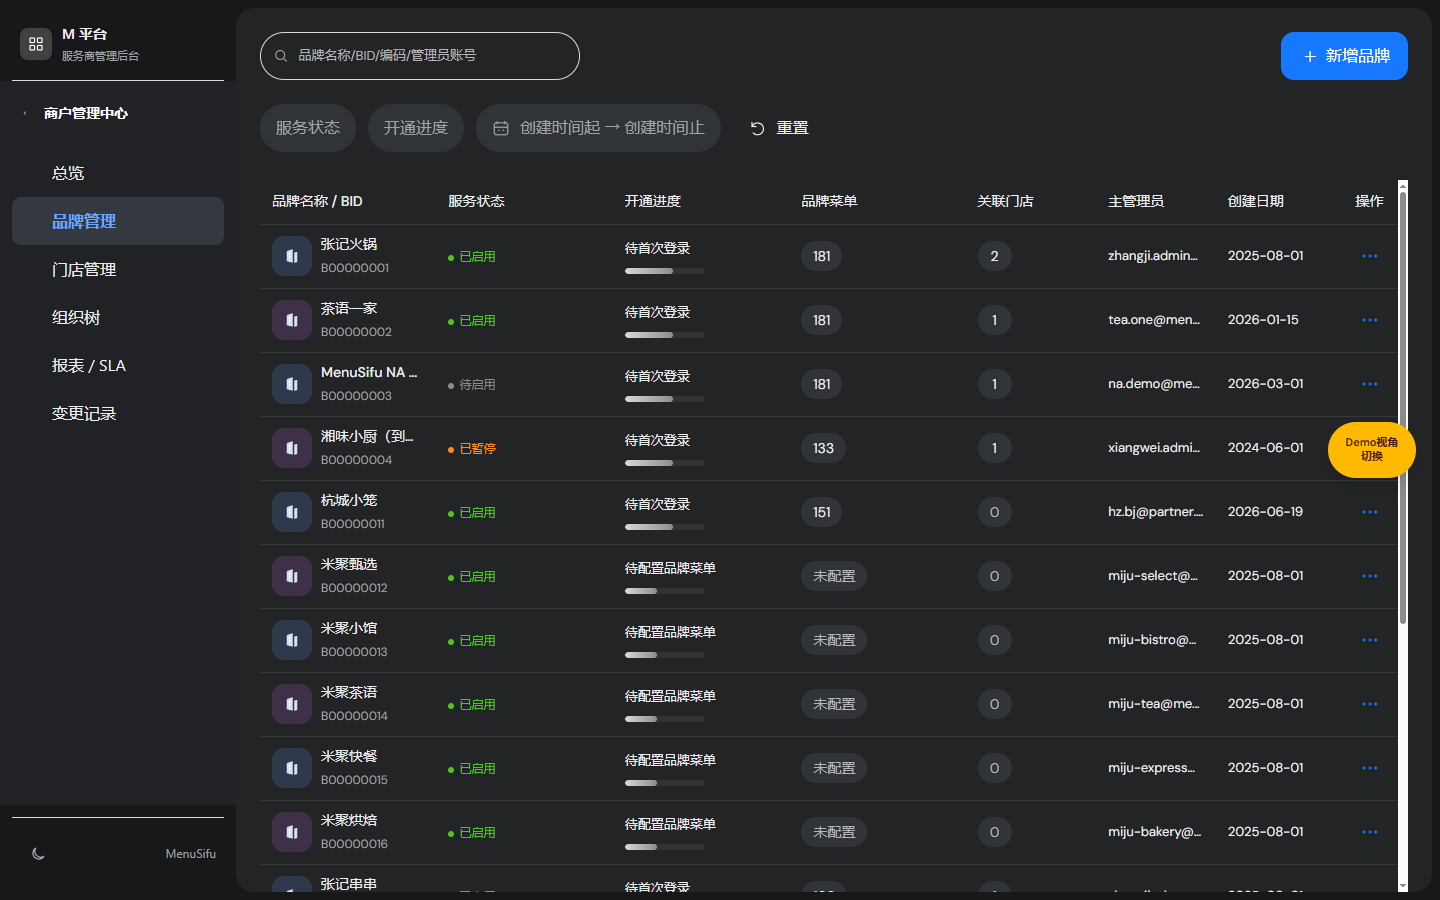 M 平台
服务商管理后台
商户管理中心
总览
品牌管理
门店管理
组织树
报表 / SLA
变更记录
MenuSifu
品牌名称/BID/编码/管理员账号
+ 新增品牌
服务状态 开通进度 创建时间起 → 创建时间止 重置
品牌名称 / BID 服务状态 开通进度 品牌菜单 关联门店 主管理员 创建日期 操作
张记火锅 B00000001 已启用 待首次登录 181 2 zhangji.admin... 2025-08-01
茶语一家 B00000002 已启用 待首次登录 181 1 tea.one@men... 2026-01-15
MenuSifu NA ... B00000003 待启用 待首次登录 181 1 na.demo@me... 2026-03-01
湘味小厨（到... B00000004 已暂停 待首次登录 133 1 xiangwei.admi... 2024-06-01
Demo视角
切换
杭城小笼 B00000011 已启用 待首次登录 151 0 hz.bj@partner.... 2026-06-19
米聚甄选 B00000012 已启用 待配置品牌菜单 未配置 0 miju-select@... 2025-08-01
米聚小馆 B00000013 已启用 待配置品牌菜单 未配置 0 miju-bistro@... 2025-08-01
米聚茶语 B00000014 已启用 待配置品牌菜单 未配置 0 miju-tea@me... 2025-08-01
米聚快餐 B00000015 已启用 待配置品牌菜单 未配置 0 miju-express... 2025-08-01
米聚烘焙 B00000016 已启用 待配置品牌菜单 未配置 0 miju-bakery@... 2025-08-01
张记串串 待首次登录